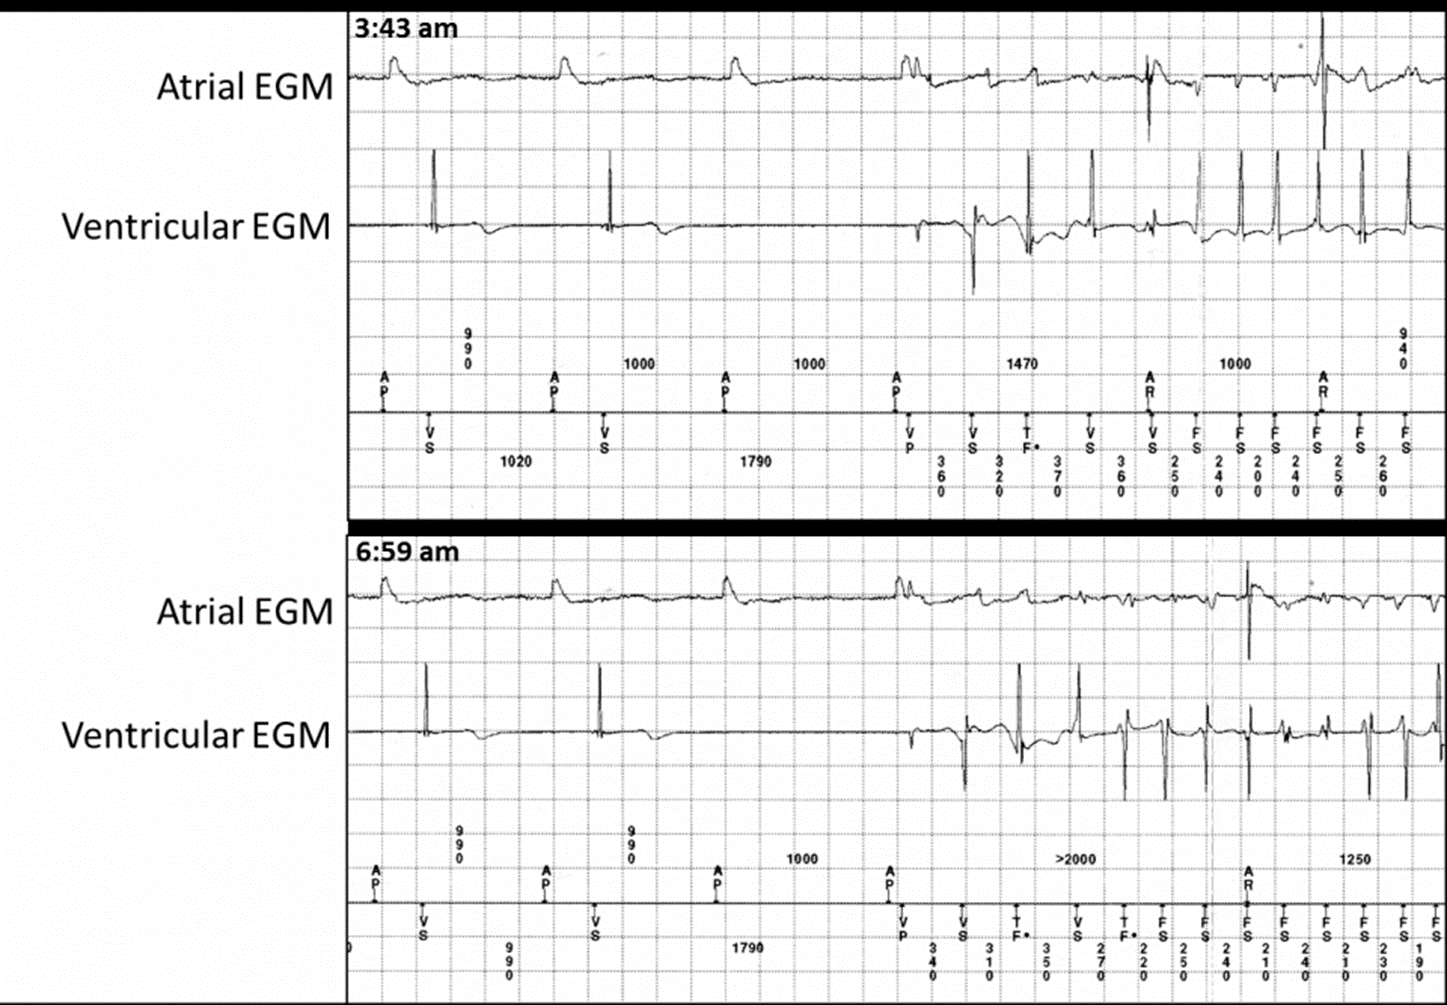 3:43 am
Atrial EGM
Ventricular EGM
990 1000 1000 1470 1000 940
AP AP AP AP AR AR
VS VS VP VS TF• VS VS FS FS FS FS FS FS
1020 1790 360 320 370 360 250 240 200 240 250 260
6:59 am
Atrial EGM
Ventricular EGM
990 990 1000 >2000 1250
AP AP AP AP AR
VS VS VP VS TF• VS TF• FS FS FS FS FS FS FS FS
0 990 1790 340 310 350 270 220 250 240 210 240 210 230 190